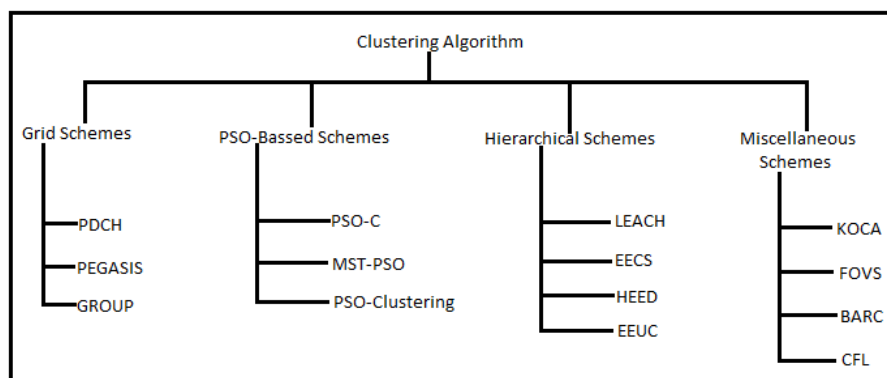 Clustering Algorithm
Grid Schemes
PDCH
PEGASIS
GROUP
PSO-Bassed Schemes
PSO-C
MST-PSO
PSO-Clustering
Hierarchical Schemes
LEACH
EECS
HEED
EEUC
Miscellaneous
Schemes
KOCA
FOVS
BARC
CFL